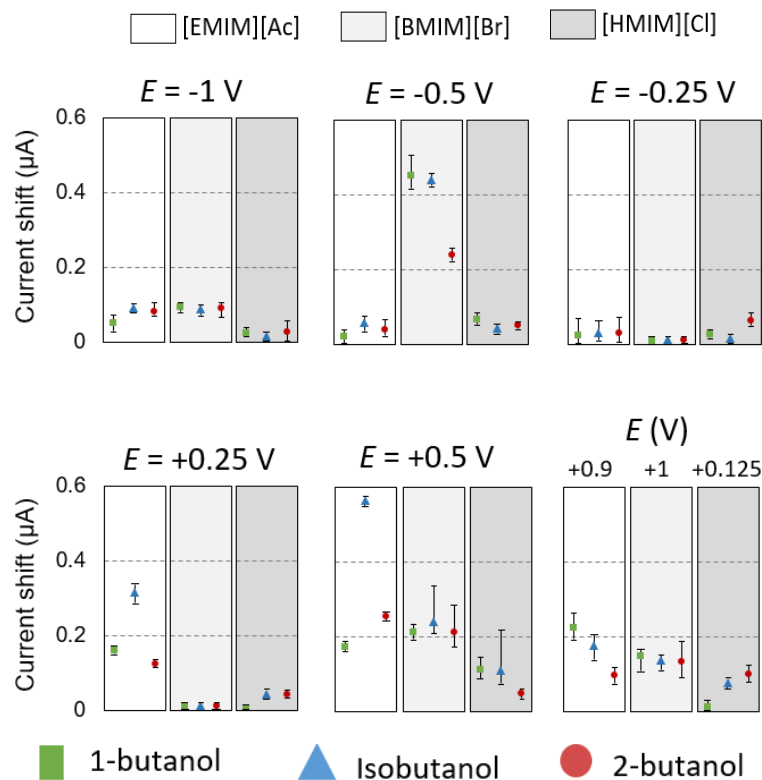 [EMIM][Ac] [BMIM][Br] [HMIM][Cl]
E = -1 V E = -0.5 V E = -0.25 V
Current shift (µA)
0.6
0.4
0.2
0
E = +0.25 V E = +0.5 V E (V)
+0.9 +1 +0.125
Current shift (µA)
0.6
0.4
0.2
0
1-butanol Isobutanol 2-butanol